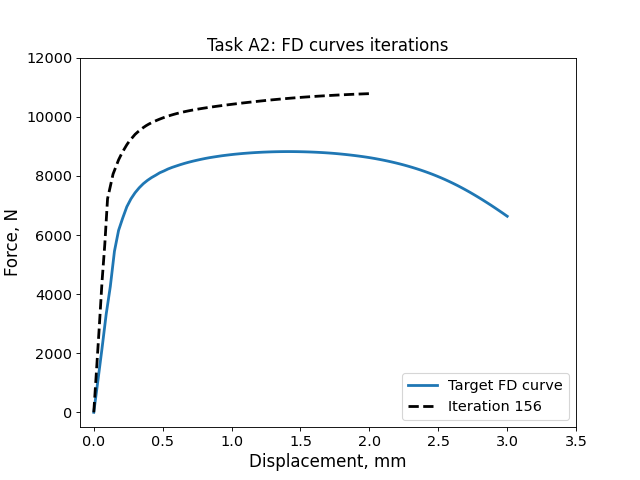 Task A2: FD curves iterations
12000
10000
8000
6000
4000
2000
0
Force, N
0.0 0.5 1.0 1.5 2.0 2.5 3.0 3.5
Displacement, mm
Target FD curve
Iteration 156